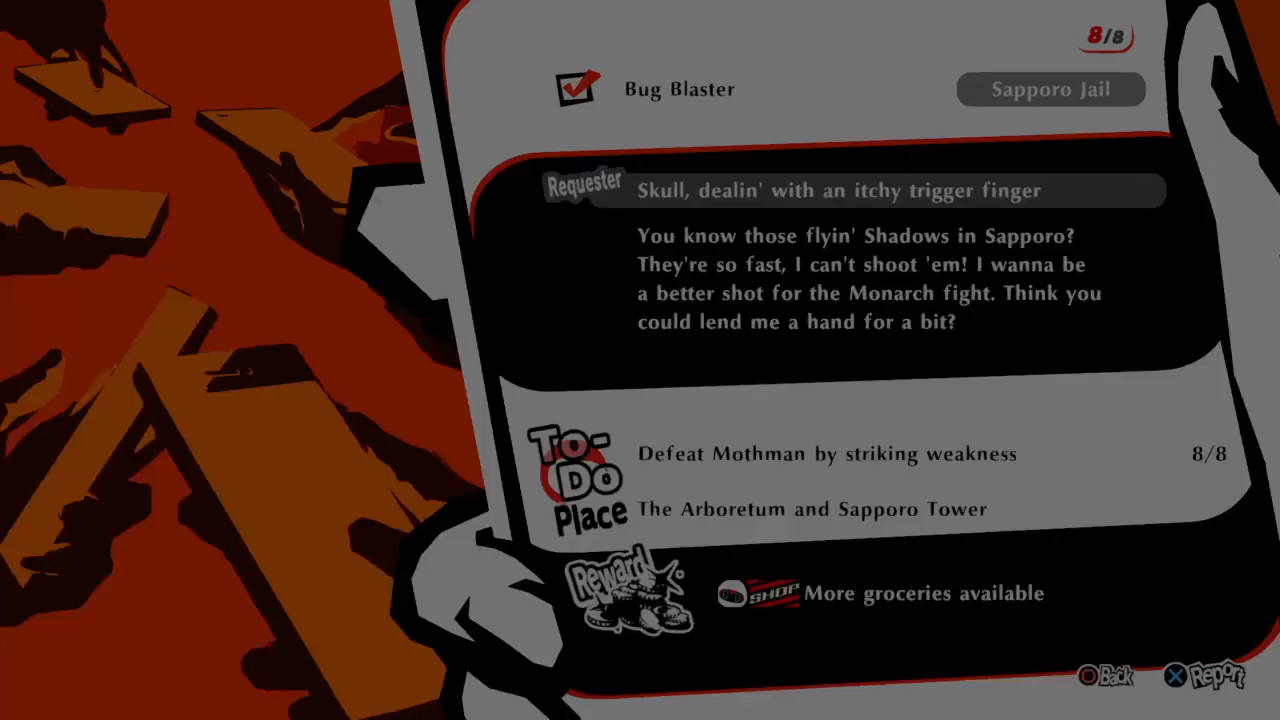 8/8
Bug Blaster
Sapporo Jail
Requester
Skull, dealin' with an itchy trigger finger
You know those flyin' Shadows in Sapporo?
They're so fast, I can't shoot 'em! I wanna be
a better shot for the Monarch fight. Think you
could lend me a hand for a bit?
To-Do
Defeat Mothman by striking weakness 8/8
Place
The Arboretum and Sapporo Tower
Reward
SHOP More groceries available
Back Report